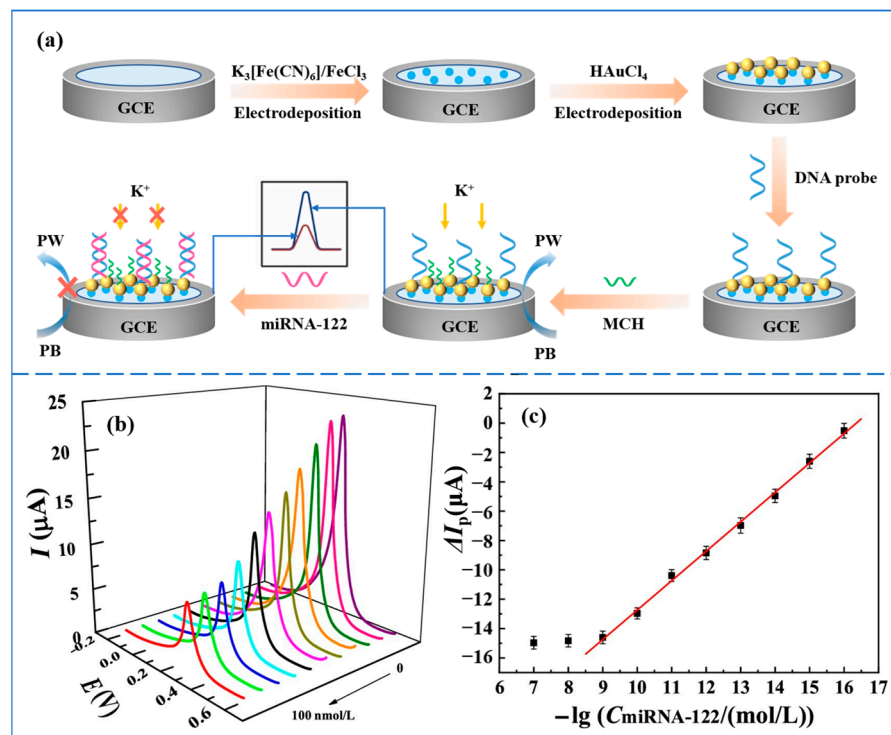 (a)
K₃[Fe(CN)₆]/FeCl₃
HAuCl₄
GCE
Electrodeposition
GCE
Electrodeposition
GCE
DNA probe
K⁺
K⁺
PW
PW
GCE
miRNA-122
GCE
MCH
GCE
PB
PB
(b)
25
20
15
10
5
0
I (μA)
-0.2
0.0
0.2
0.4
0.6
E (V)
0
100 nmol/L
(c)
2
0
−2
−4
−6
−8
−10
−12
−14
−16
ΔIp(μA)
6 7 8 9 10 11 12 13 14 15 16 17
−lg (CmiRNA-122/(mol/L))